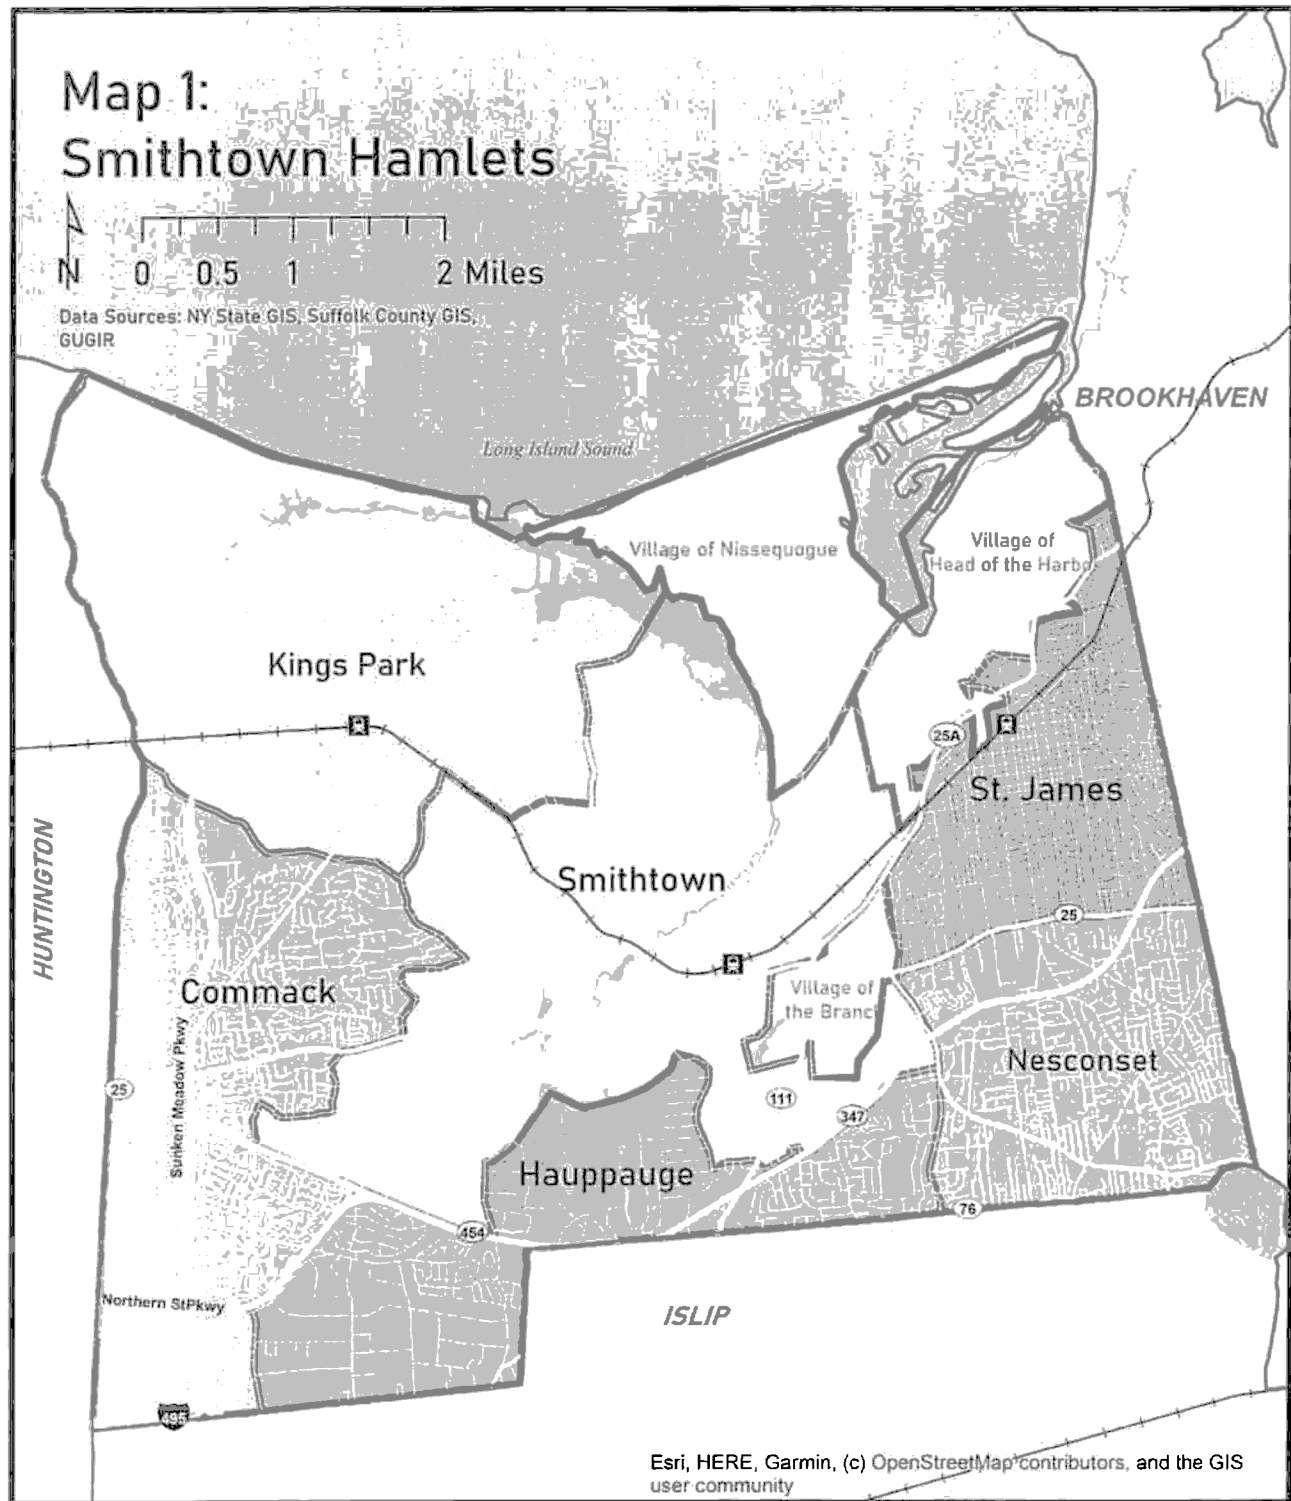 Map 1:
Smithtown Hamlets
N
0 0.5 1 2 Miles
Data Sources: NY State GIS, Suffolk County GIS,
GUGIR
BROOKHAVEN
Long Island Sound
Village of Nissequogue
Village of
Head of the Harbo
Kings Park
25A
St. James
HUNTINGTON
Smithtown
25
Commack
Village of
the Branc
Sunken Meadow Pkwy
Nesconset
25
111
347
Hauppauge
454
76
Northern StPkwy
ISLIP
495
Esri, HERE, Garmin, (c) OpenStreetMap contributors, and the GIS
user community